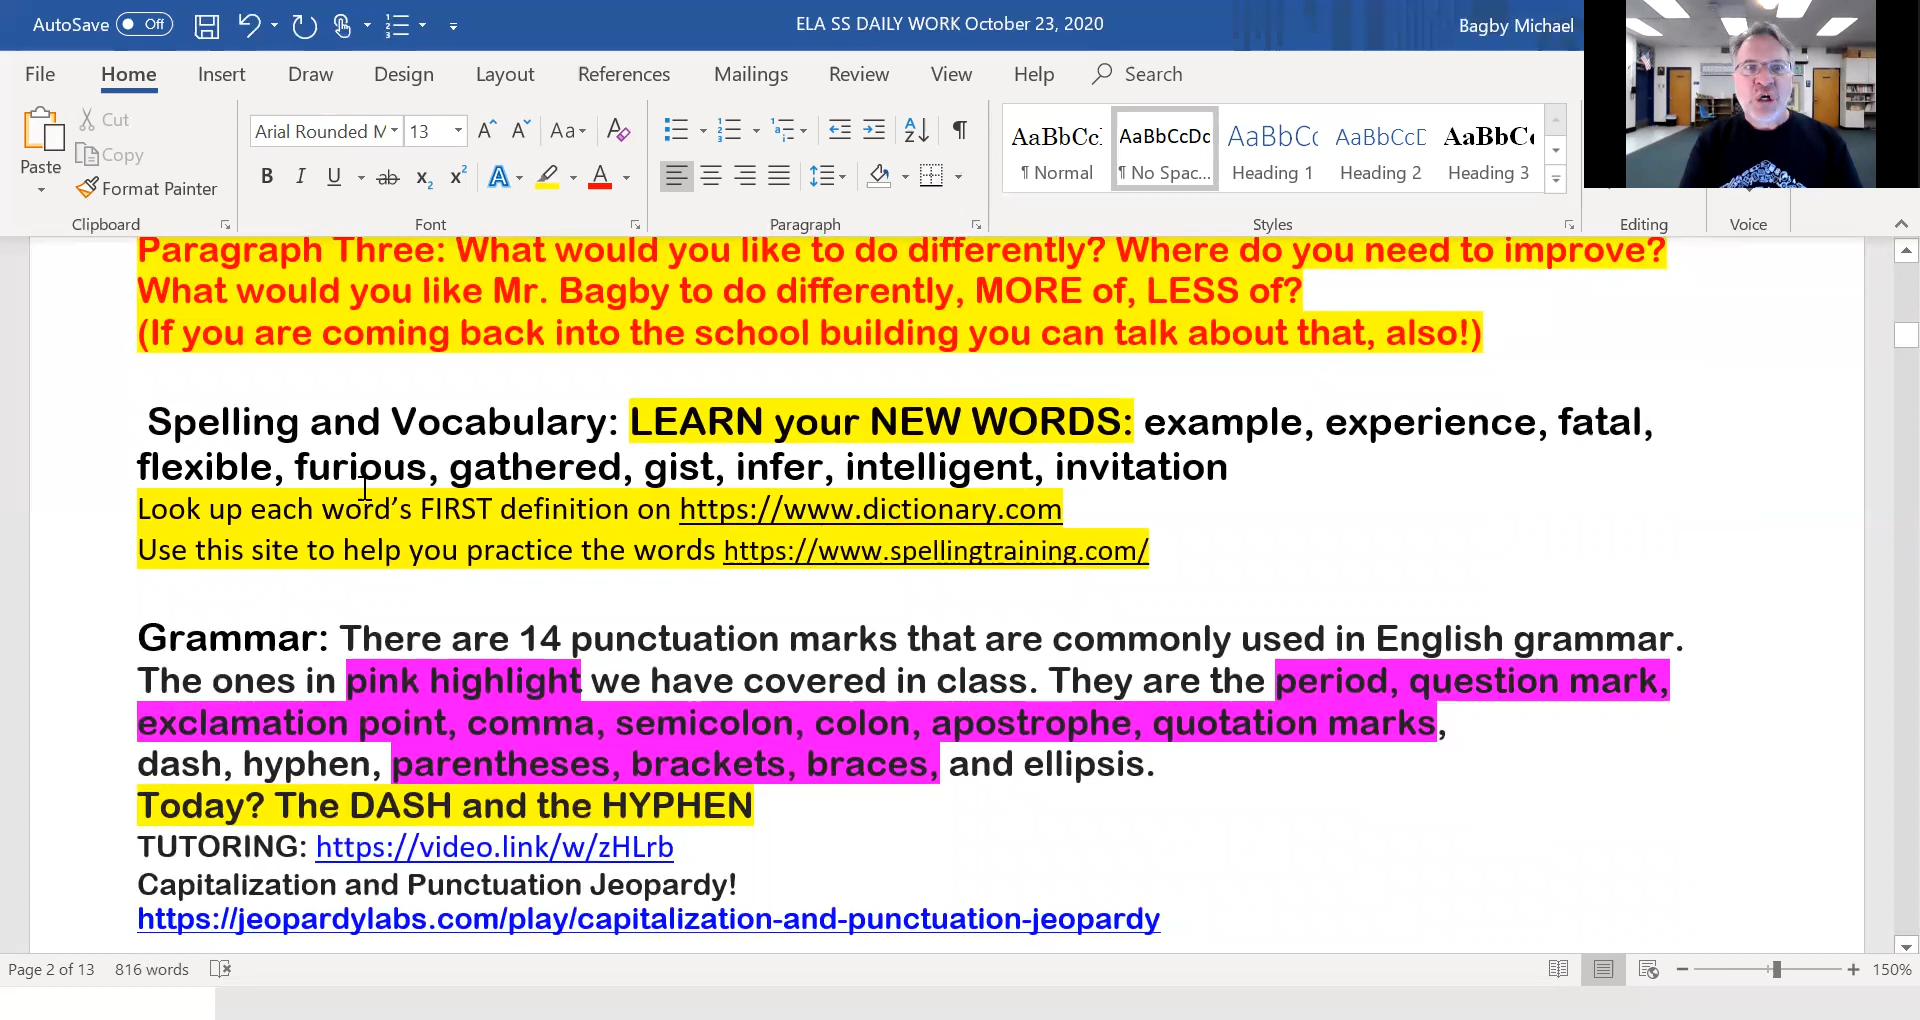 AutoSave Off ELA SS DAILY WORK October 23, 2020 Bagby Michael
File Home Insert Draw Design Layout References Mailings Review View Help Search
Paste
Cut
Copy
Format Painter
Clipboard
Arial Rounded M 13
Aa
B I U ab x2 x2 A A
Font
Paragraph
AaBbCc AaBbCcDc AaBbCc AaBbCcD AaBbCc
¶ Normal ¶ No Spac... Heading 1 Heading 2 Heading 3
Styles
Editing
Voice
Paragraph Three: What would you like to do differently? Where do you need to improve?
What would you like Mr. Bagby to do differently, MORE of, LESS of?
(If you are coming back into the school building you can talk about that, also!)
Spelling and Vocabulary: LEARN your NEW WORDS: example, experience, fatal,
flexible, furious, gathered, gist, infer, intelligent, invitation
Look up each word’s FIRST definition on https://www.dictionary.com
Use this site to help you practice the words https://www.spellingtraining.com/
Grammar: There are 14 punctuation marks that are commonly used in English grammar.
The ones in pink highlight we have covered in class. They are the period, question mark,
exclamation point, comma, semicolon, colon, apostrophe, quotation marks,
dash, hyphen, parentheses, brackets, braces, and ellipsis.
Today? The DASH and the HYPHEN
TUTORING: https://video.link/w/zHLrb
Capitalization and Punctuation Jeopardy!
https://jeopardylabs.com/play/capitalization-and-punctuation-jeopardy
Page 2 of 13 816 words 150%